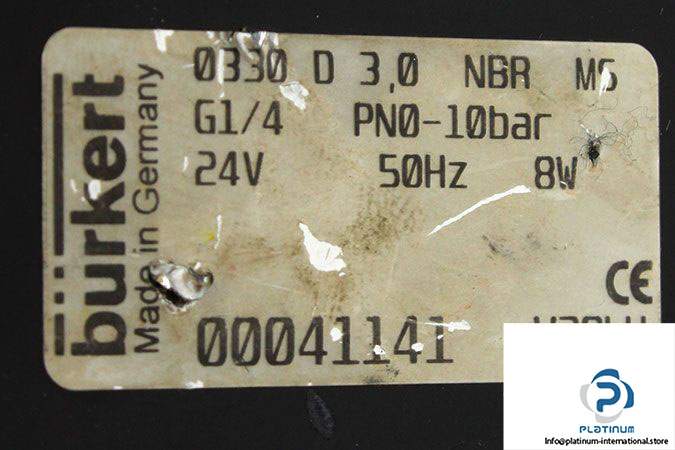 0330 D 3,0 NBR MS
G1/4 PN0-10bar
24V 50Hz 8W
CE
00041141
bürkert
Made in Germany
PLATINUM
Info@platinum-international.store